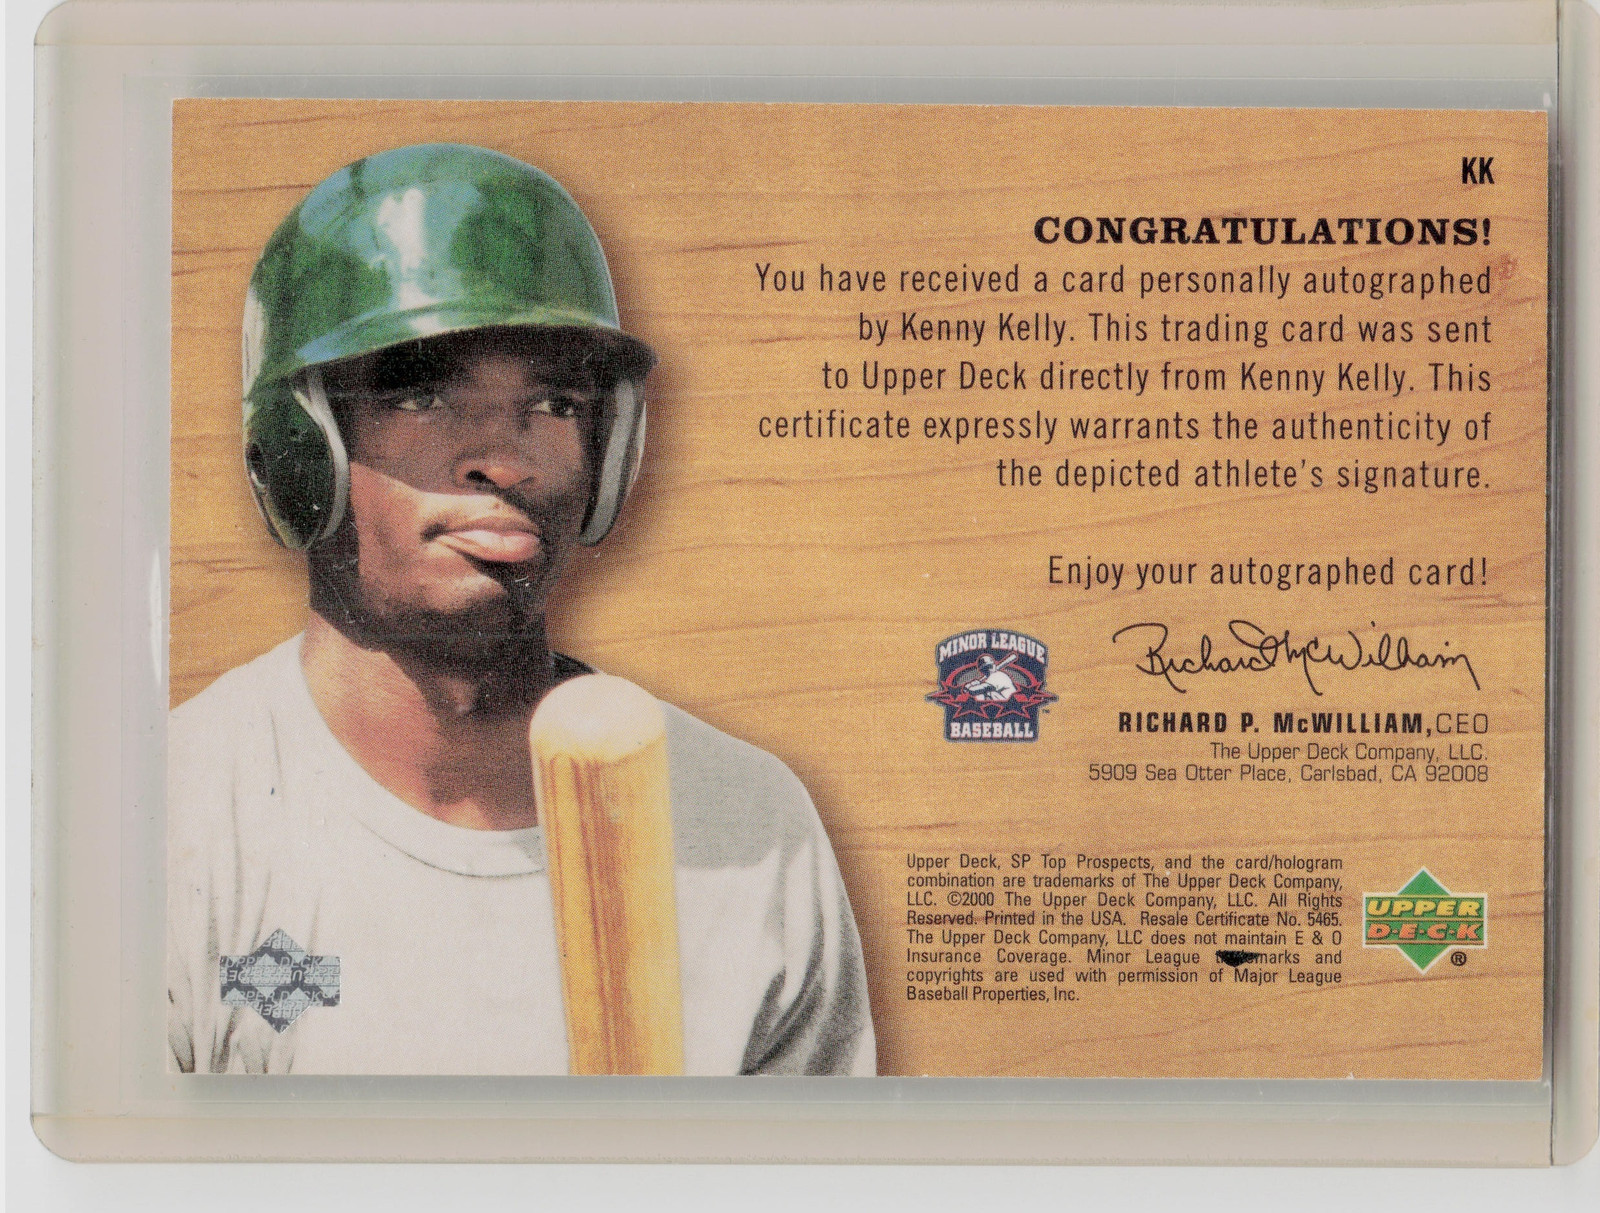 KK
CONGRATULATIONS!
You have received a card personally autographed
by Kenny Kelly. This trading card was sent
to Upper Deck directly from Kenny Kelly. This
certificate expressly warrants the authenticity of
the depicted athlete's signature.
Enjoy your autographed card!
MINOR LEAGUE
BASEBALL
TM
Richard McWilliam
RICHARD P. McWILLIAM, CEO
The Upper Deck Company, LLC.
5909 Sea Otter Place, Carlsbad, CA 92008
Upper Deck, SP Top Prospects, and the card/hologram
combination are trademarks of The Upper Deck Company,
LLC. ©2000 The Upper Deck Company, LLC. All Rights
Reserved. Printed in the USA. Resale Certificate No. 5465.
The Upper Deck Company, LLC does not maintain E & O
Insurance Coverage. Minor League marks and
copyrights are used with permission of Major League
Baseball Properties, Inc.
UPPER
D·E·C·K
®
UPPER DECK